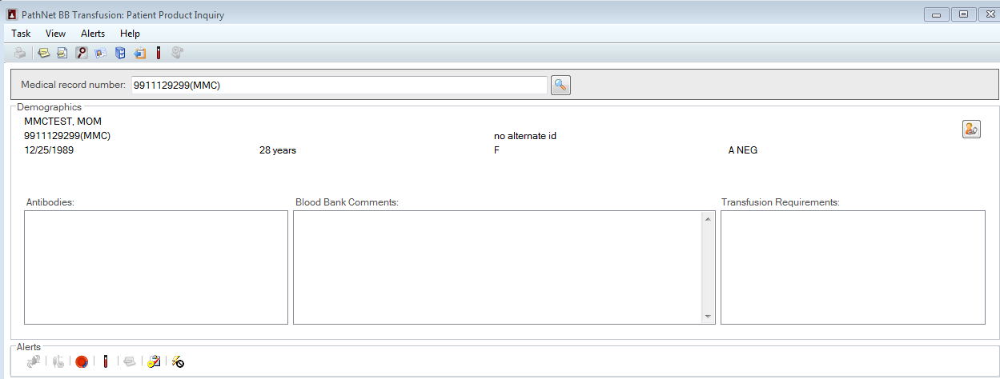 PathNet BB Transfusion: Patient Product Inquiry
Task View Alerts Help
Medical record number: 9911129299(MMC)
Demographics
MMCTEST, MOM
9911129299(MMC) no alternate id
12/25/1989 28 years F A NEG
Antibodies: Blood Bank Comments: Transfusion Requirements:
Alerts